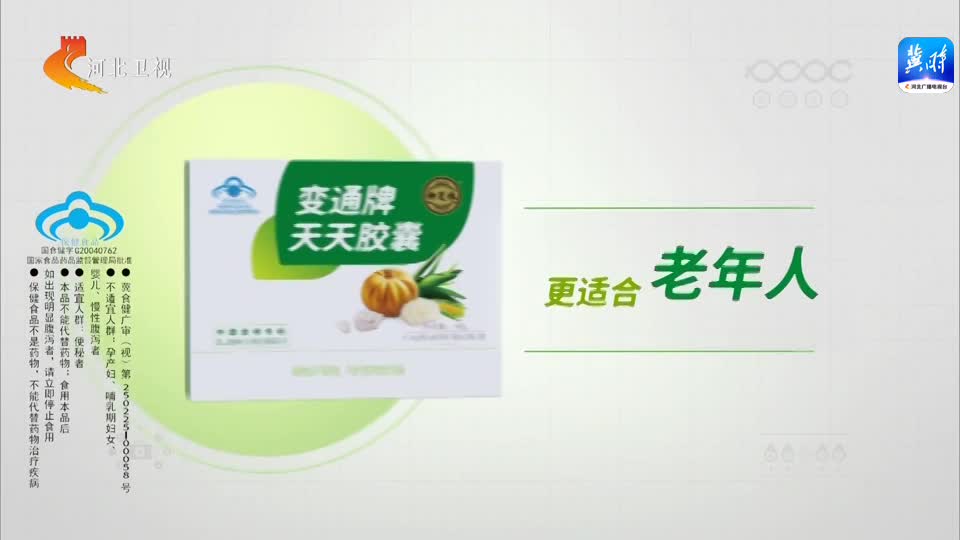 河北卫视
冀时
河北广播电视台
变通牌
天天胶囊
更适合 老年人
保健食品
国食健字G20040762
国家食品药品监督管理局批准
●冀食健广审(视)第250225100058号
●不适宜人群:孕产妇、哺乳期妇女、
婴儿、慢性腹泻者
●适宜人群:便秘者
●本品不能代替药物;食用本品后
如出现明显腹泻者,请立即停止食用
●保健食品不是药物,不能代替药物治疗疾病